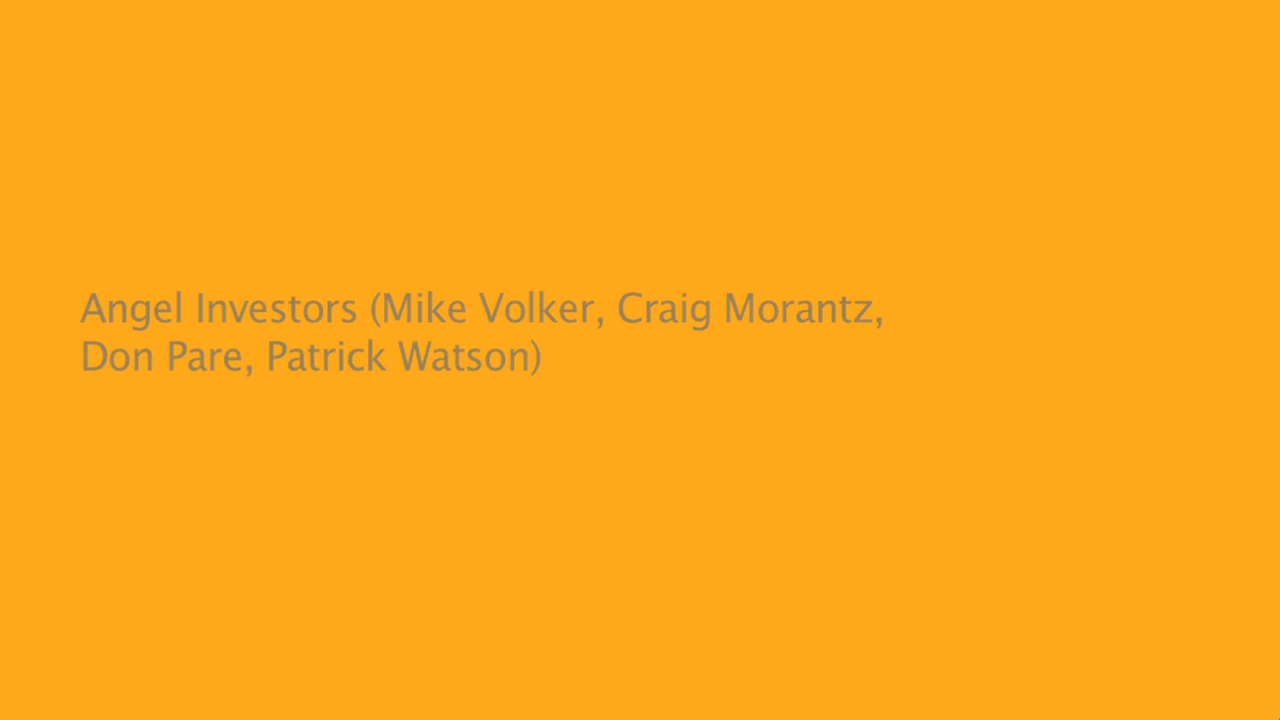 Angel Investors (Mike Volker, Craig Morantz,
Don Pare, Patrick Watson)